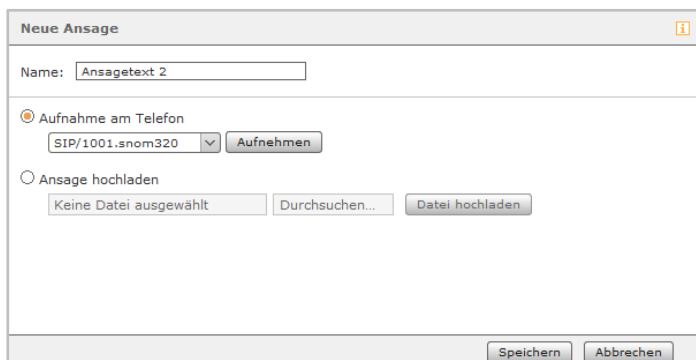 Neue Ansage
Name: Ansagetext 2
Aufnahme am Telefon
SIP/1001.snom320 Aufnehmen
Ansage hochladen
Keine Datei ausgewählt Durchsuchen... Datei hochladen
Speichern Abbrechen